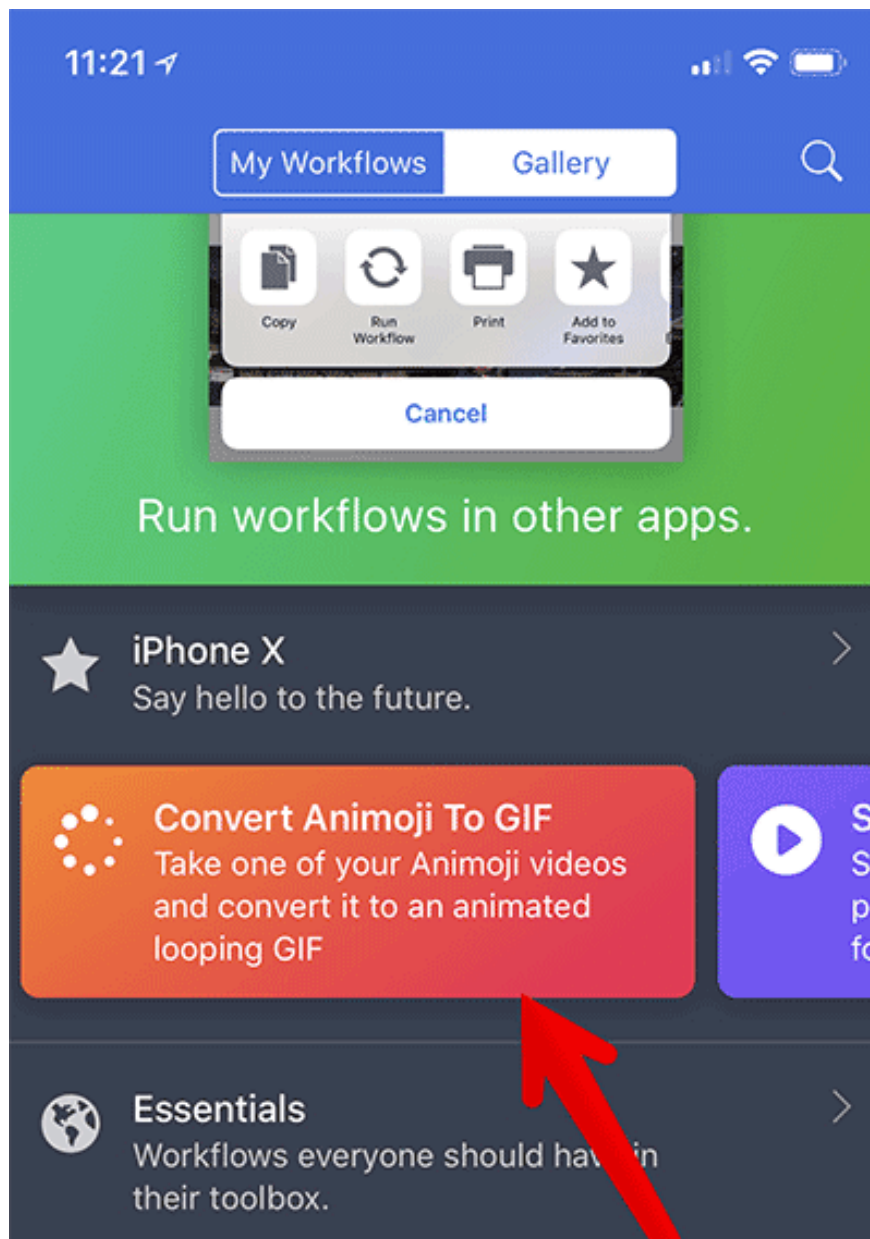 11:21
My Workflows Gallery
Copy Run Print Add to
Workflow Favorites
Cancel
Run workflows in other apps.
iPhone X
Say hello to the future.
Convert Animoji To GIF
Take one of your Animoji videos
and convert it to an animated
looping GIF
Essentials
Workflows everyone should have in
their toolbox.